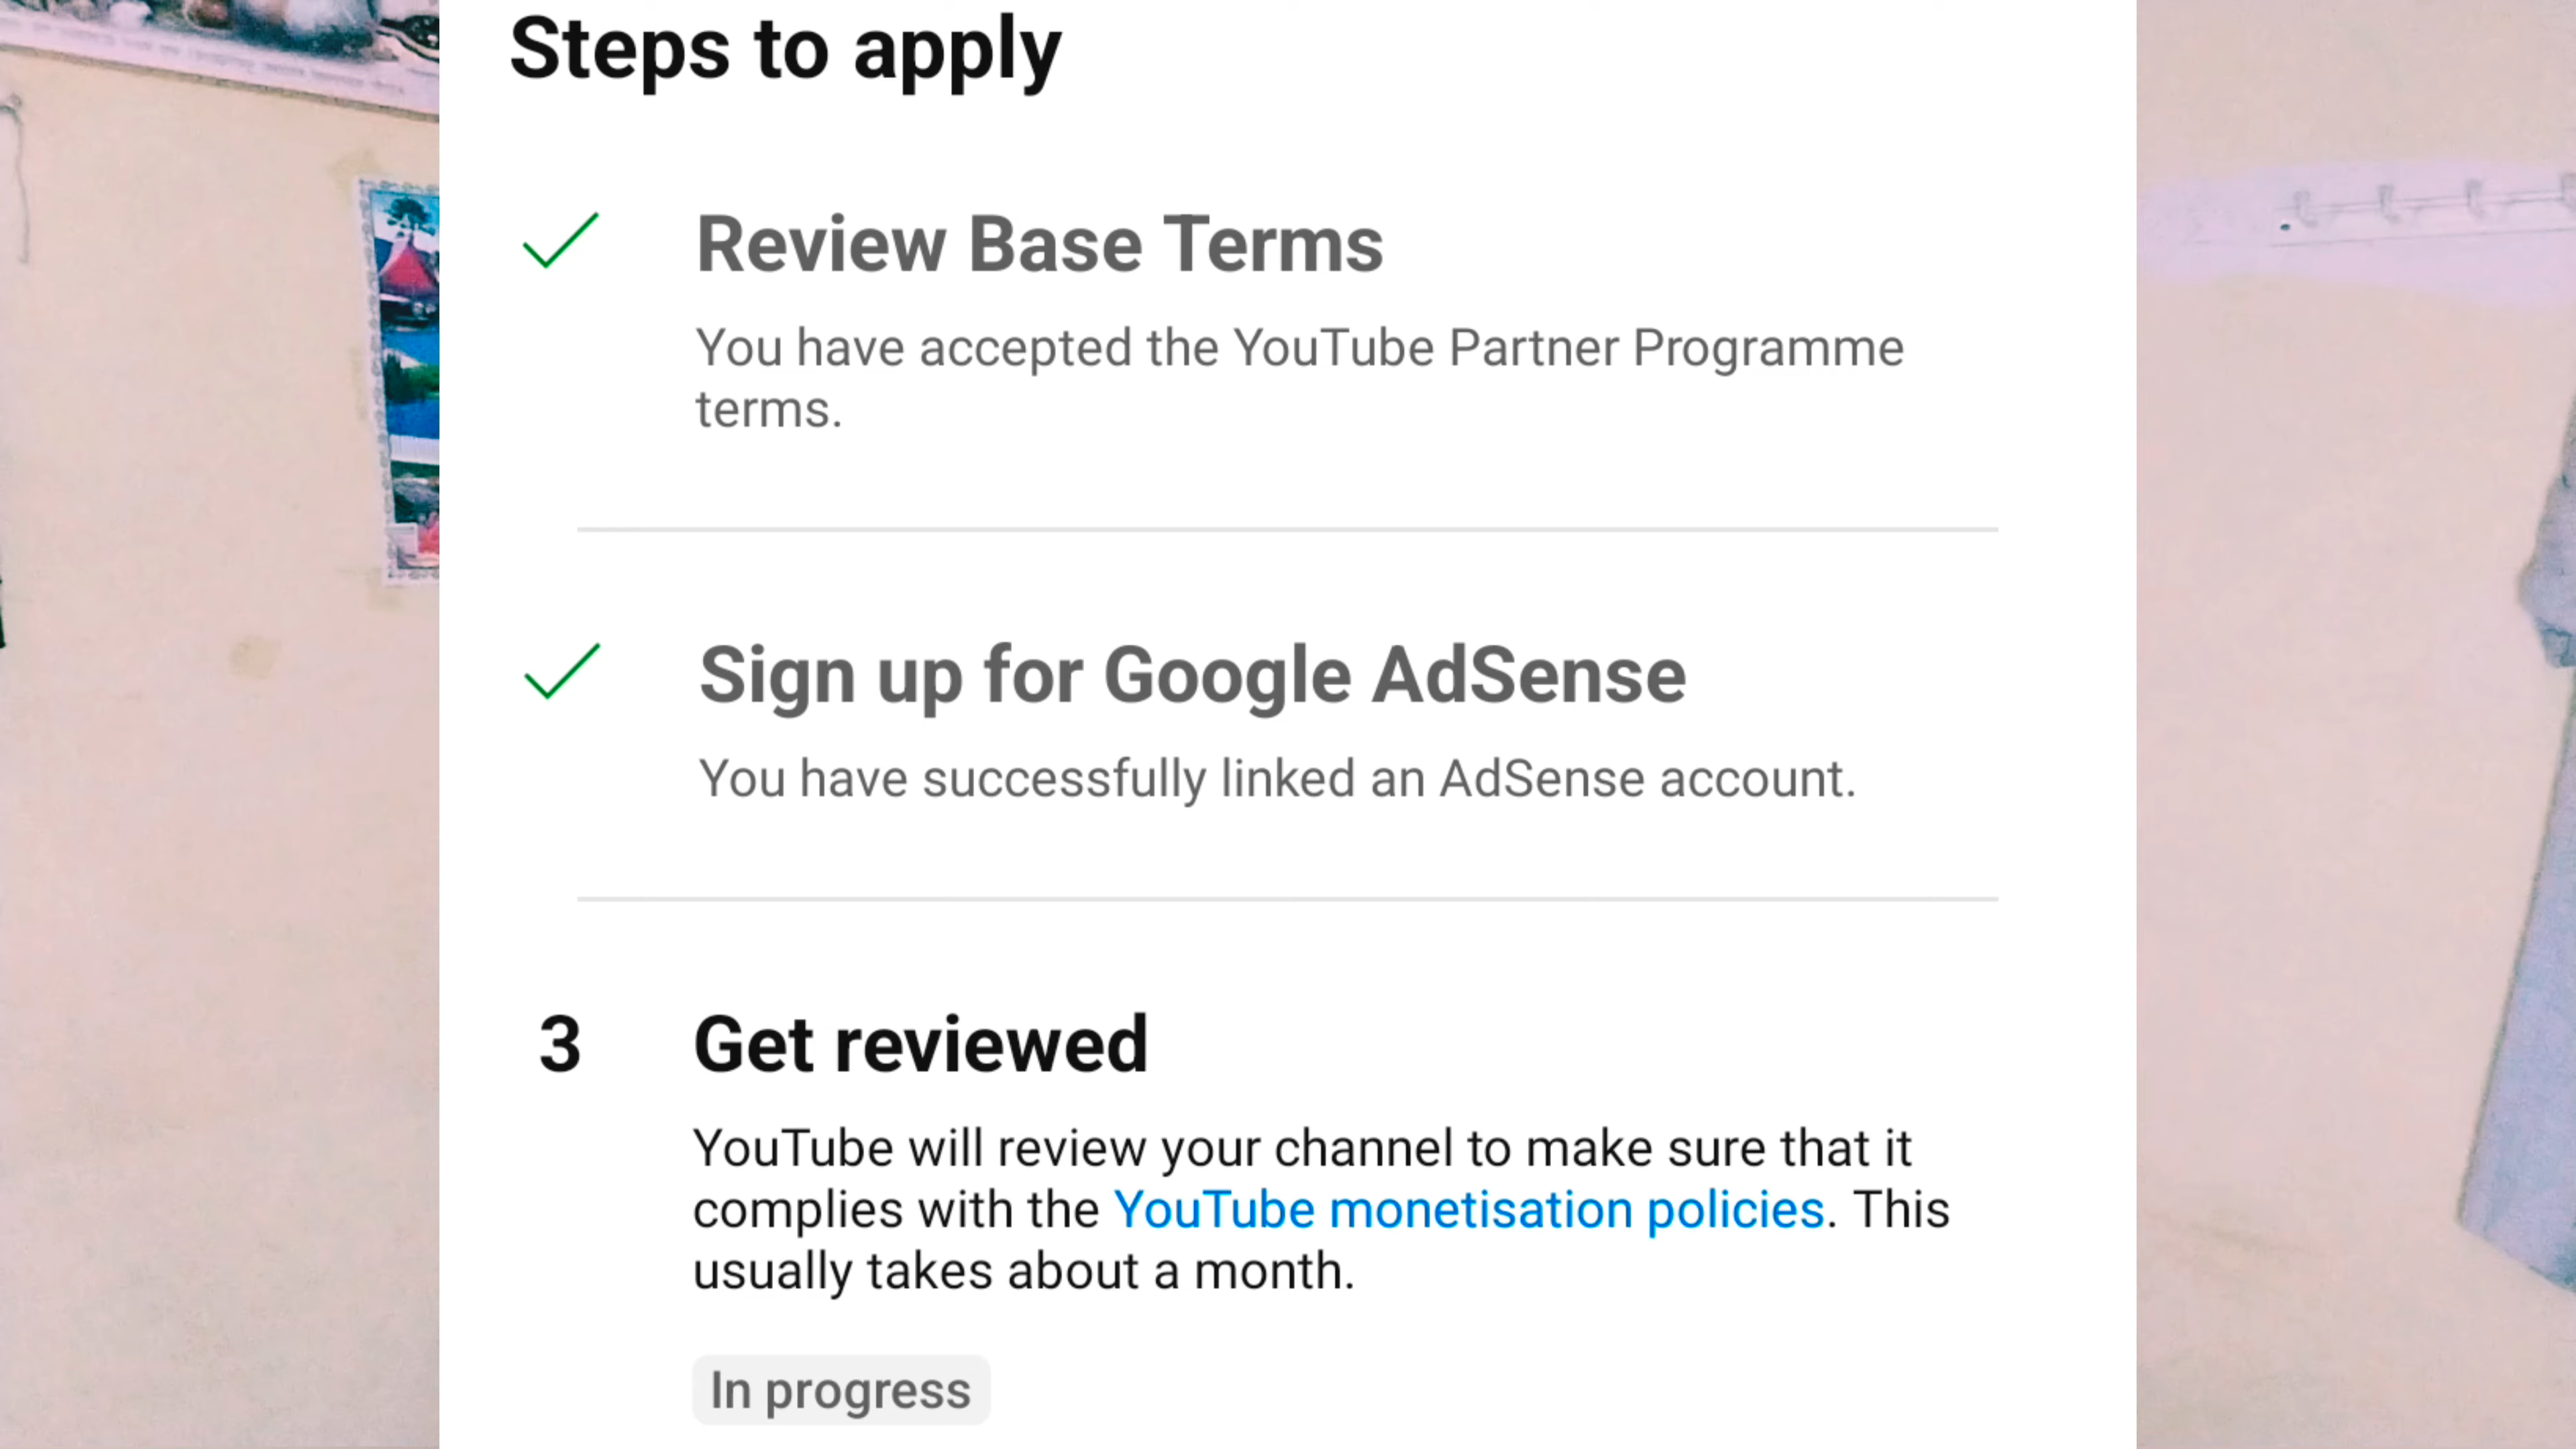 Steps to apply
Review Base Terms
You have accepted the YouTube Partner Programme
terms.
Sign up for Google AdSense
You have successfully linked an AdSense account.
3 Get reviewed
YouTube will review your channel to make sure that it
complies with the YouTube monetisation policies. This
usually takes about a month.
In progress